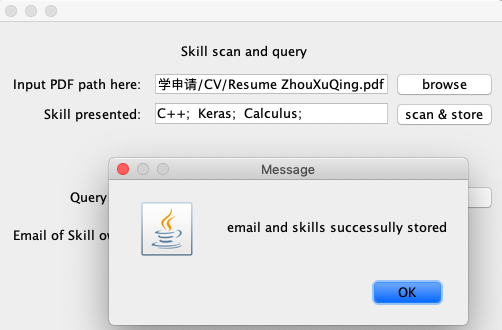 Skill scan and query
Input PDF path here: 学申请/CV/Resume ZhouXuQing.pdf browse
Skill presented: C++; Keras; Calculus; scan & store
Message
Query
email and skills successully stored
Email of Skill
OK